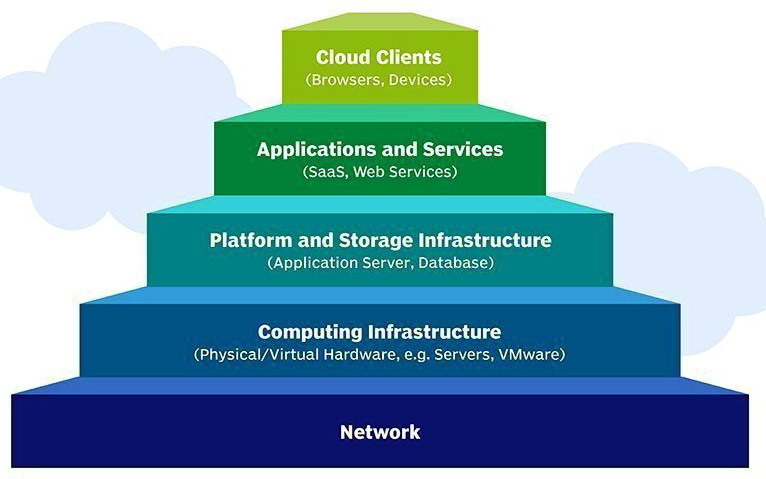 Cloud Clients
(Browsers, Devices)
Applications and Services
(SaaS, Web Services)
Platform and Storage Infrastructure
(Application Server, Database)
Computing Infrastructure
(Physical/Virtual Hardware, e.g. Servers, VMware)
Network